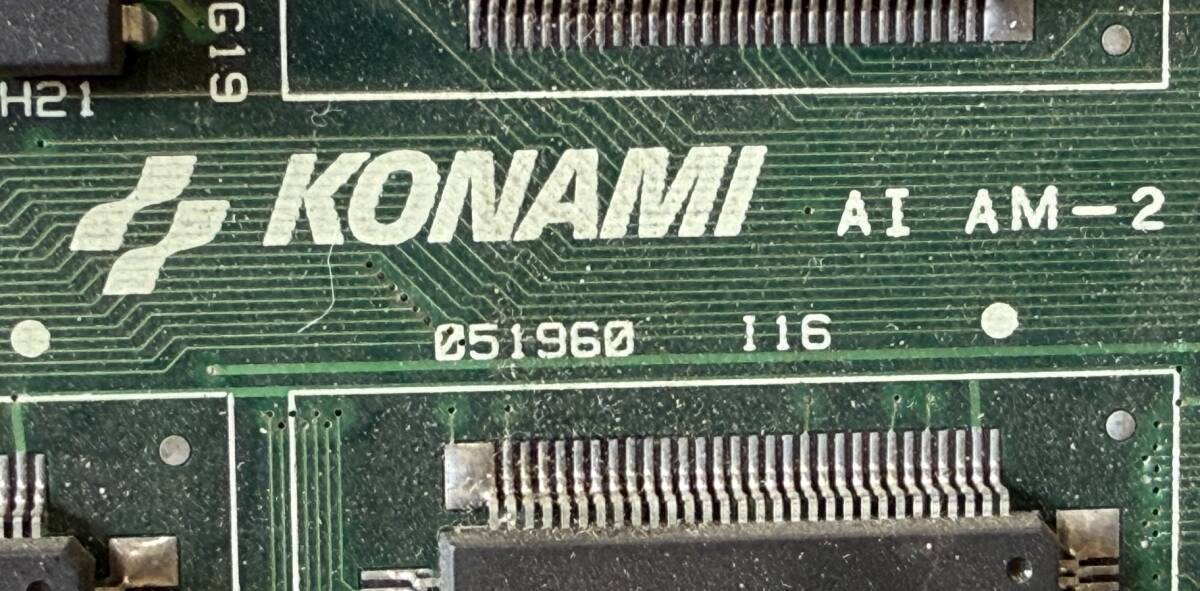 G19
H21
KONAMI AI AM-2
051960 I16